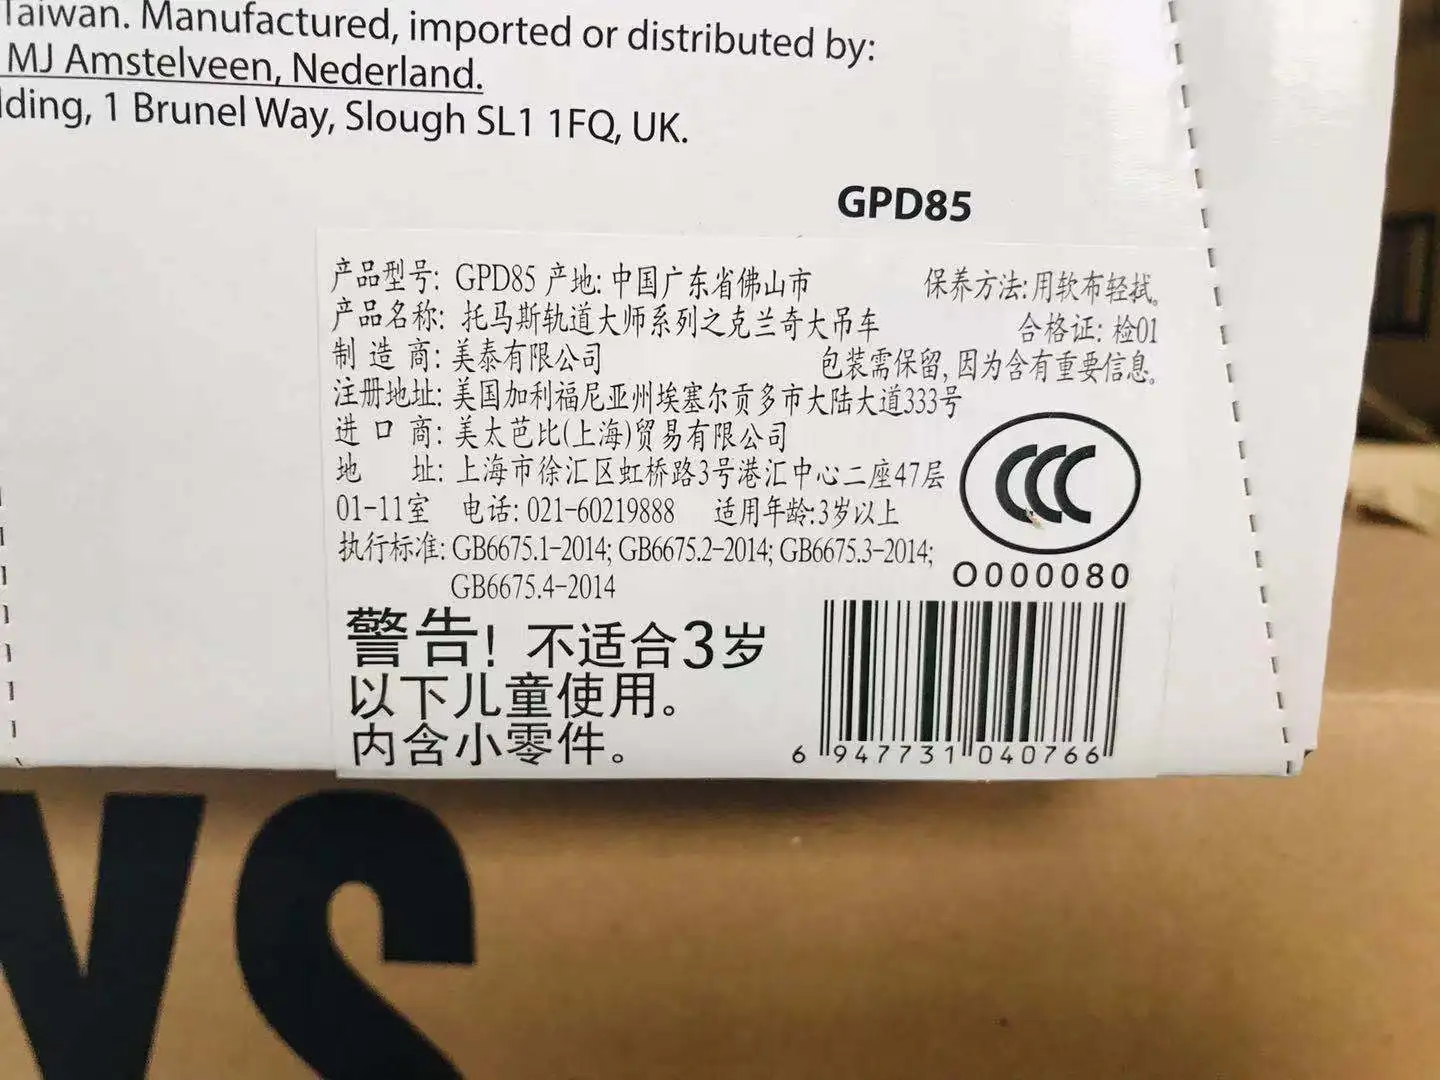 Taiwan. Manufactured, imported or distributed by:
MJ Amstelveen, Nederland.
lding, 1 Brunel Way, Slough SL1 1FQ, UK.
GPD85
产品型号: GPD85 产地: 中国广东省佛山市 保养方法: 用软布轻拭。
产品名称: 托马斯轨道大师系列之克兰奇大吊车 合格证: 检01
制造商: 美泰有限公司 包装需保留, 因为含有重要信息。
注册地址: 美国加利福尼亚州埃塞尔贡多市大陆大道333号
进口商: 美太芭比(上海)贸易有限公司
地址: 上海市徐汇区虹桥路3号港汇中心二座47层
01-11室 电话: 021-60219888 适用年龄: 3岁以上
执行标准: GB6675.1-2014; GB6675.2-2014; GB6675.3-2014;
GB6675.4-2014
CCC
O000080
警告! 不适合3岁
以下儿童使用。
内含小零件。
6 947731 040766
YS